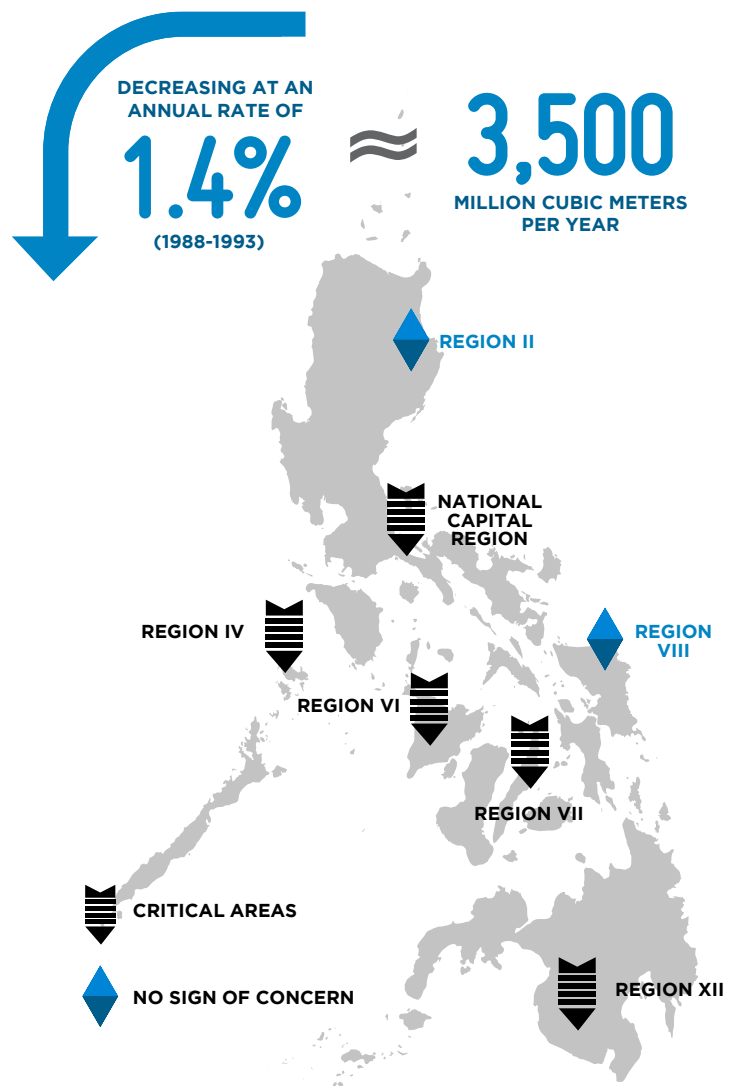 DECREASING AT AN
ANNUAL RATE OF
1.4%
(1988-1993)
≈
3,500
MILLION CUBIC METERS
PER YEAR
REGION II
NATIONAL
CAPITAL
REGION
REGION IV
REGION
VIII
REGION VI
REGION VII
CRITICAL AREAS
REGION XII
NO SIGN OF CONCERN